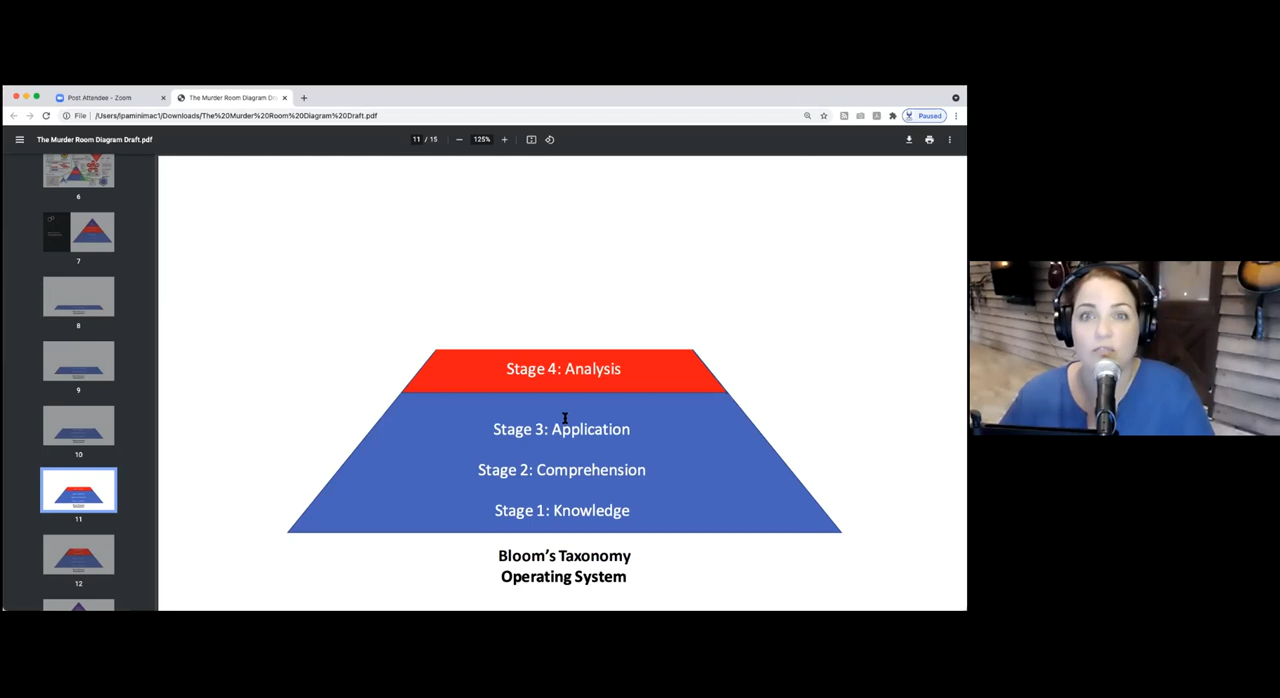 Post Attendee - Zoom
The Murder Room Diagram Dr
File
/Users/ipaminimac1/Downloads/The%20Murder%20Room%20Diagram%20Draft.pdf
Paused
The Murder Room Diagram Draft.pdf
11 / 15
125%
6
7
8
9
10
11
12
Stage 4: Analysis
Stage 3: Application
Stage 2: Comprehension
Stage 1: Knowledge
Bloom's Taxonomy
Operating System